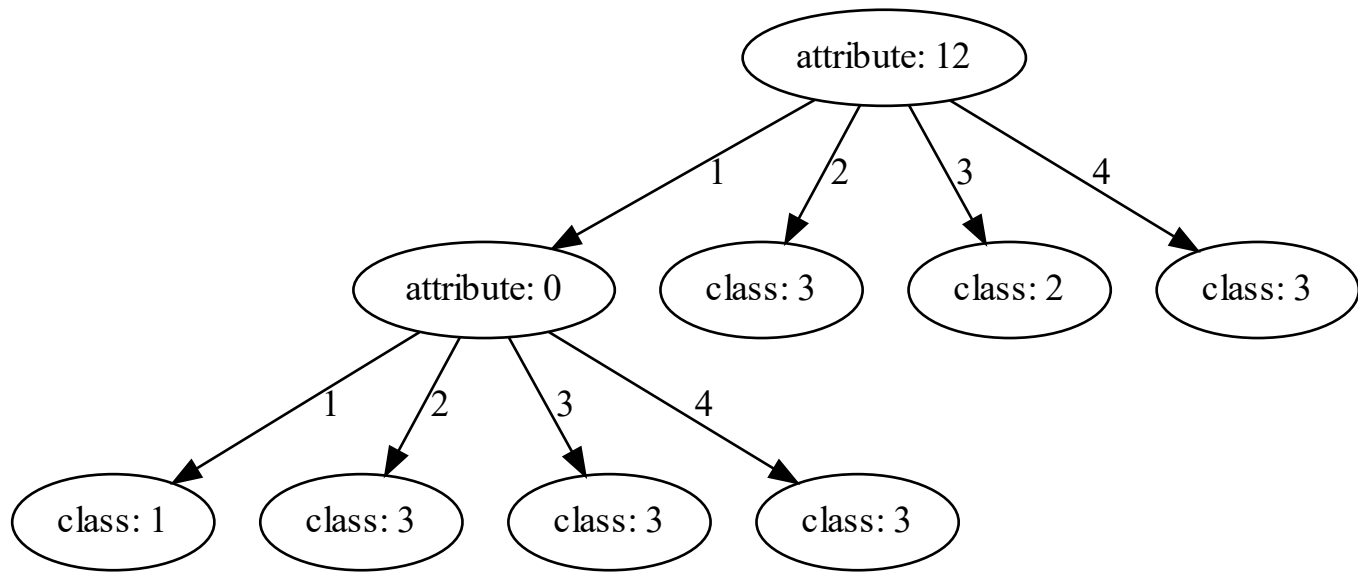 attribute: 12
1 2 3 4
attribute: 0 class: 3 class: 2 class: 3
1 2 3 4
class: 1 class: 3 class: 3 class: 3